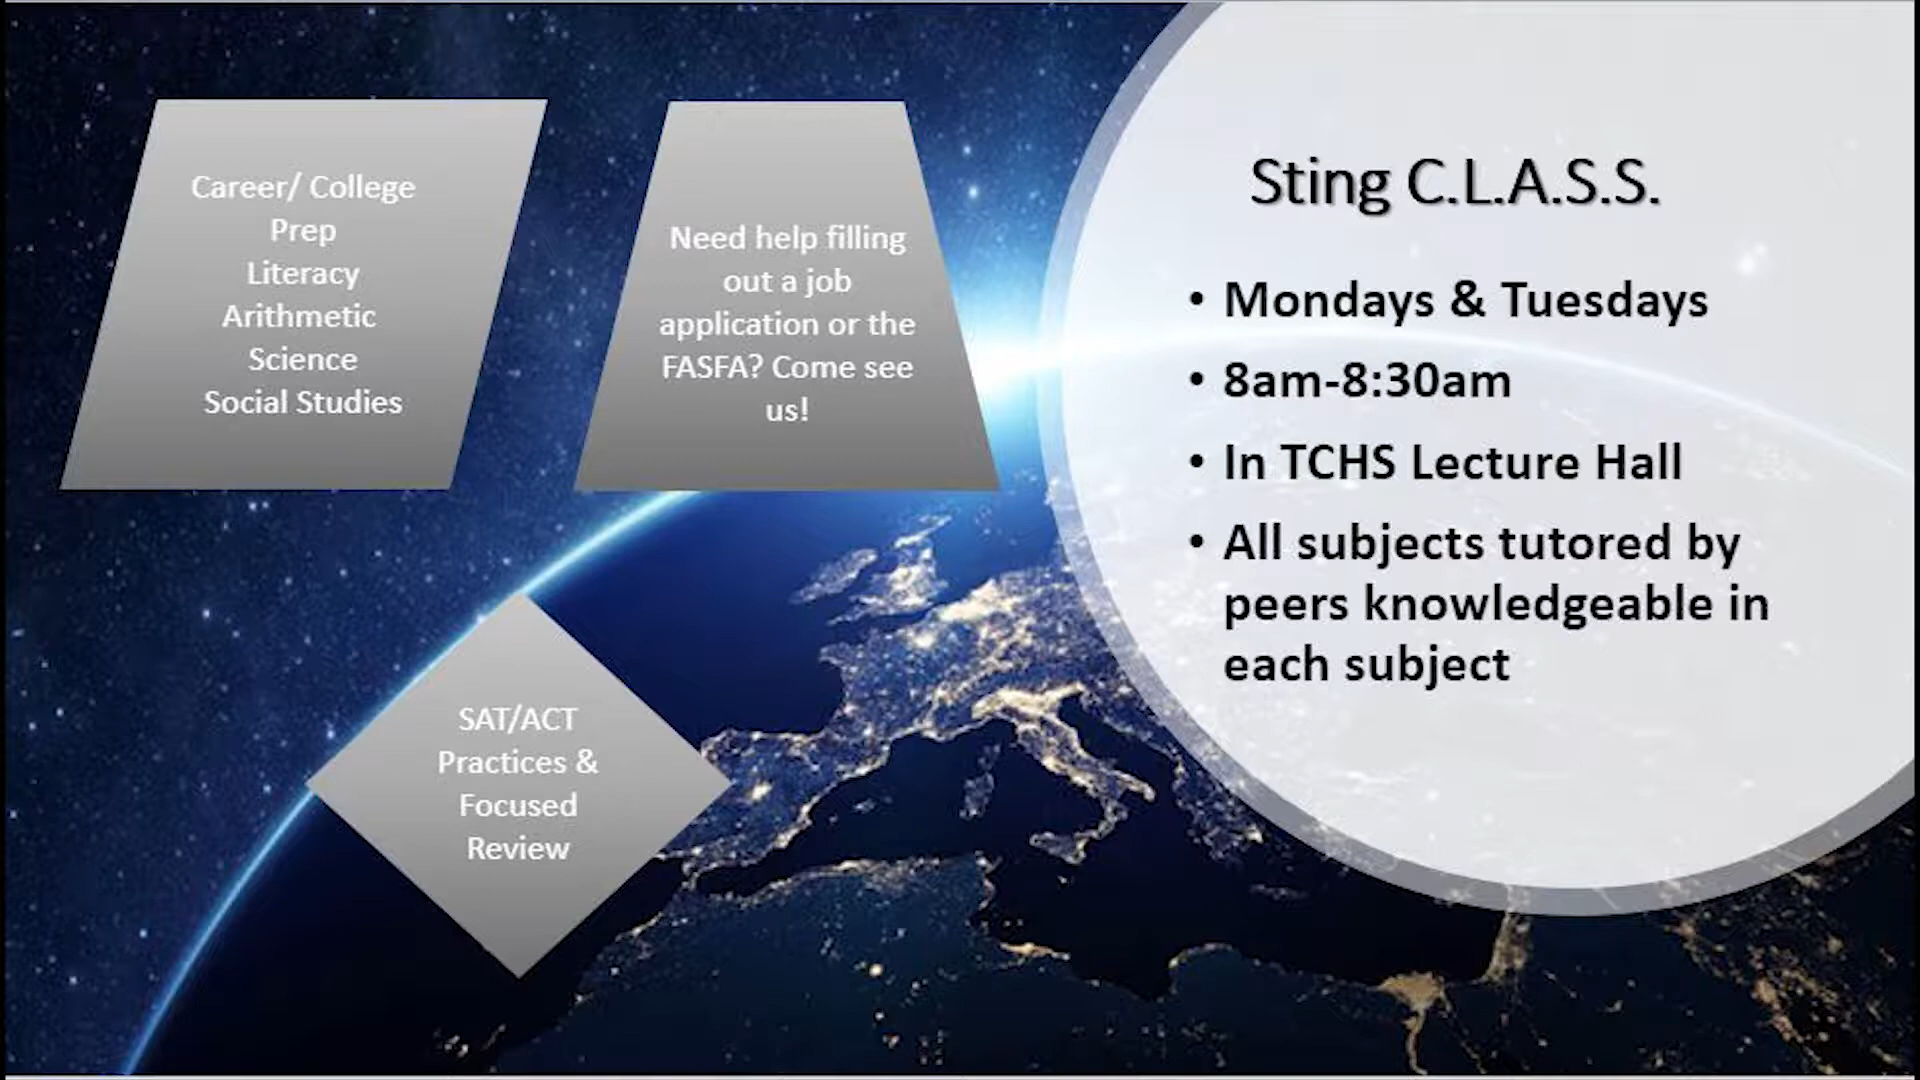 Career/ College
Prep
Literacy
Arithmetic
Science
Social Studies
Need help filling
out a job
application or the
FASFA? Come see
us!
SAT/ACT
Practices &
Focused
Review
Sting C.L.A.S.S.
• Mondays & Tuesdays
• 8am-8:30am
• In TCHS Lecture Hall
• All subjects tutored by
peers knowledgeable in
each subject